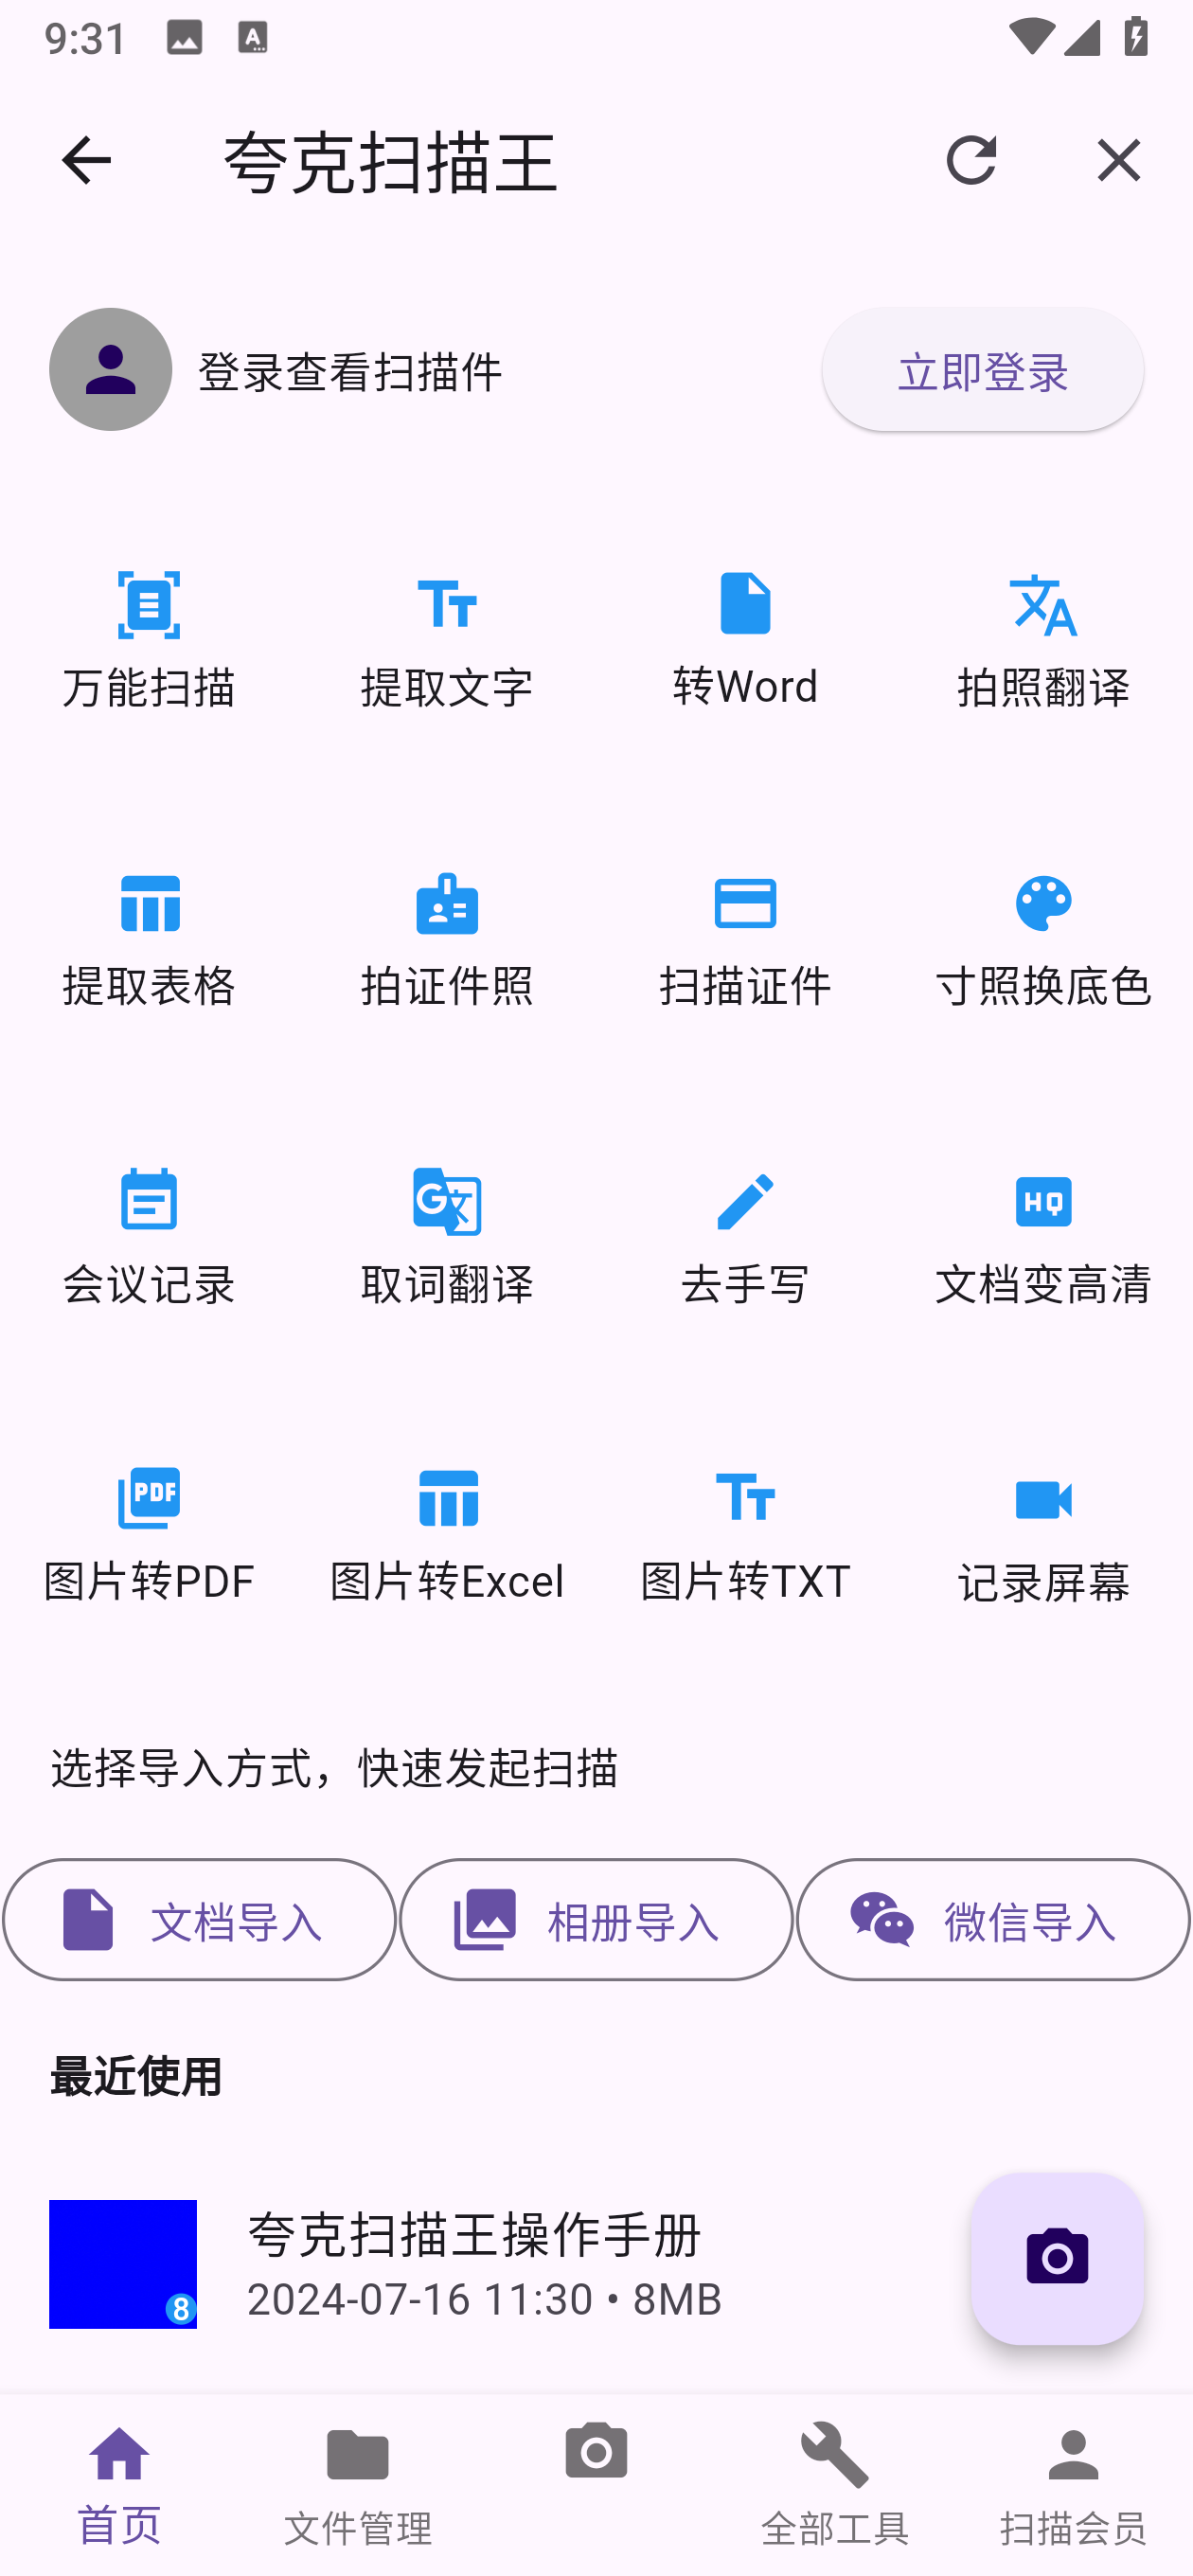 9:31
夸克扫描王
登录查看扫描件
立即登录
万能扫描
提取文字
转Word
拍照翻译
提取表格
拍证件照
扫描证件
寸照换底色
会议记录
取词翻译
去手写
HQ
文档变高清
PDF
图片转PDF
图片转Excel
图片转TXT
记录屏幕
选择导入方式，快速发起扫描
文档导入
相册导入
微信导入
最近使用
夸克扫描王操作手册
2024-07-16 11:30 • 8MB
8
首页
文件管理
全部工具
扫描会员